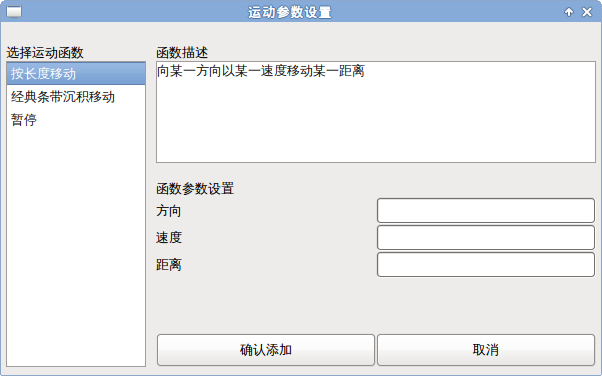 运动参数设置
选择运动函数
按长度移动
经典条带沉积移动
暂停
函数描述
向某一方向以某一速度移动某一距离
函数参数设置
方向
速度
距离
确认添加
取消